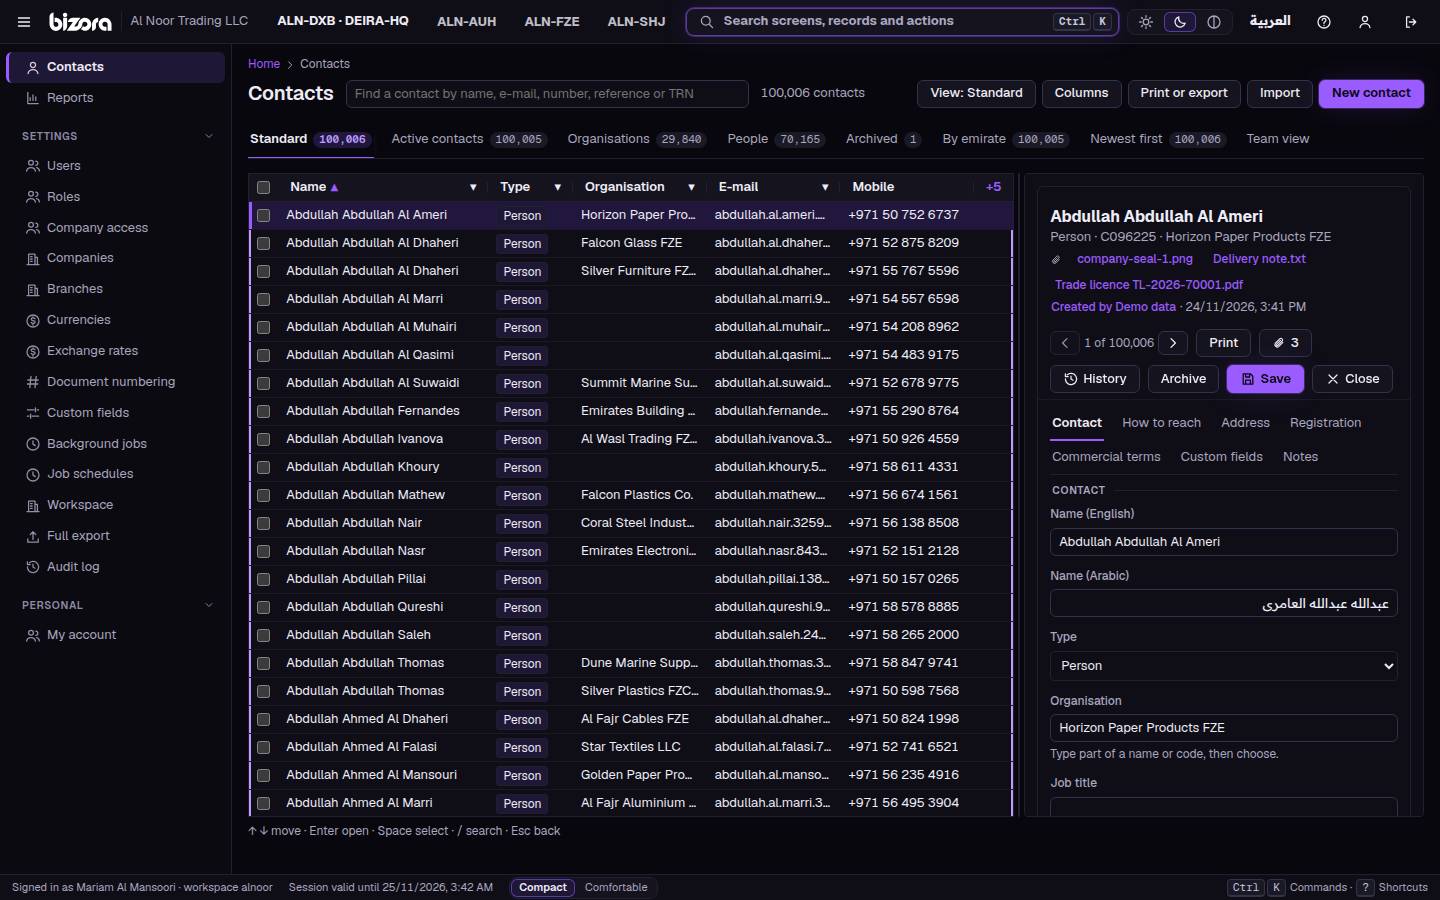 bizora
Al Noor Trading LLC
ALN-DXB · DEIRA-HQ ALN-AUH ALN-FZE ALN-SHJ
Search screens, records and actions Ctrl K
العربية
Contacts
Reports
SETTINGS
Users
Roles
Company access
Companies
Branches
Currencies
Exchange rates
Document numbering
Custom fields
Background jobs
Job schedules
Workspace
Full export
Audit log
PERSONAL
My account
Home > Contacts
Contacts
Find a contact by name, e-mail, number, reference or TRN
100,006 contacts
View: Standard Columns Print or export Import New contact
Standard 100,006 Active contacts 100,005 Organisations 29,840 People 70,165 Archived 1 By emirate 100,005 Newest first 100,006 Team view
Name ▲ ▼ Type ▼ Organisation ▼ E-mail ▼ Mobile +5
Abdullah Abdullah Al Ameri Person Horizon Paper Pro… abdullah.al.ameri.… +971 50 752 6737
Abdullah Abdullah Al Dhaheri Person Falcon Glass FZE abdullah.al.dhaher… +971 52 875 8209
Abdullah Abdullah Al Dhaheri Person Silver Furniture FZ… abdullah.al.dhaher… +971 55 767 5596
Abdullah Abdullah Al Marri Person abdullah.al.marri.9… +971 54 557 6598
Abdullah Abdullah Al Muhairi Person abdullah.al.muhair… +971 54 208 8962
Abdullah Abdullah Al Qasimi Person abdullah.al.qasimi.… +971 54 483 9175
Abdullah Abdullah Al Suwaidi Person Summit Marine Su… abdullah.al.suwaid… +971 52 678 9775
Abdullah Abdullah Fernandes Person Emirates Building … abdullah.fernande… +971 55 290 8764
Abdullah Abdullah Ivanova Person Al Wasl Trading FZ… abdullah.ivanova.3… +971 50 926 4559
Abdullah Abdullah Khoury Person abdullah.khoury.5… +971 58 611 4331
Abdullah Abdullah Mathew Person Falcon Plastics Co. abdullah.mathew.… +971 56 674 1561
Abdullah Abdullah Nair Person Coral Steel Indust… abdullah.nair.3259… +971 56 138 8508
Abdullah Abdullah Nasr Person Emirates Electroni… abdullah.nasr.843… +971 52 151 2128
Abdullah Abdullah Pillai Person abdullah.pillai.138… +971 50 157 0265
Abdullah Abdullah Qureshi Person abdullah.qureshi.9… +971 58 578 8885
Abdullah Abdullah Saleh Person abdullah.saleh.24… +971 58 265 2000
Abdullah Abdullah Thomas Person Dune Marine Supp… abdullah.thomas.3… +971 58 847 9741
Abdullah Abdullah Thomas Person Silver Plastics FZC… abdullah.thomas.9… +971 50 598 7568
Abdullah Ahmed Al Dhaheri Person Al Fajr Cables FZE abdullah.al.dhaher… +971 50 824 1998
Abdullah Ahmed Al Falasi Person Star Textiles LLC abdullah.al.falasi.7… +971 52 741 6521
Abdullah Ahmed Al Mansouri Person Golden Paper Pro… abdullah.al.manso… +971 56 235 4916
Abdullah Ahmed Al Marri Person Al Fajr Aluminium … abdullah.al.marri.3… +971 56 495 3904
↑↓ move · Enter open · Space select · / search · Esc back
Abdullah Abdullah Al Ameri
Person · C096225 · Horizon Paper Products FZE
company-seal-1.png Delivery note.txt
Trade licence TL-2026-70001.pdf
Created by Demo data · 24/11/2026, 3:41 PM
1 of 100,006 Print 3
History Archive Save Close
Contact How to reach Address Registration
Commercial terms Custom fields Notes
CONTACT
Name (English)
Abdullah Abdullah Al Ameri
Name (Arabic)
عبدالله عبدالله العامري
Type
Person
Organisation
Horizon Paper Products FZE
Type part of a name or code, then choose.
Job title
Signed in as Mariam Al Mansoori · workspace alnoor Session valid until 25/11/2026, 3:42 AM Compact Comfortable Ctrl K Commands · ? Shortcuts